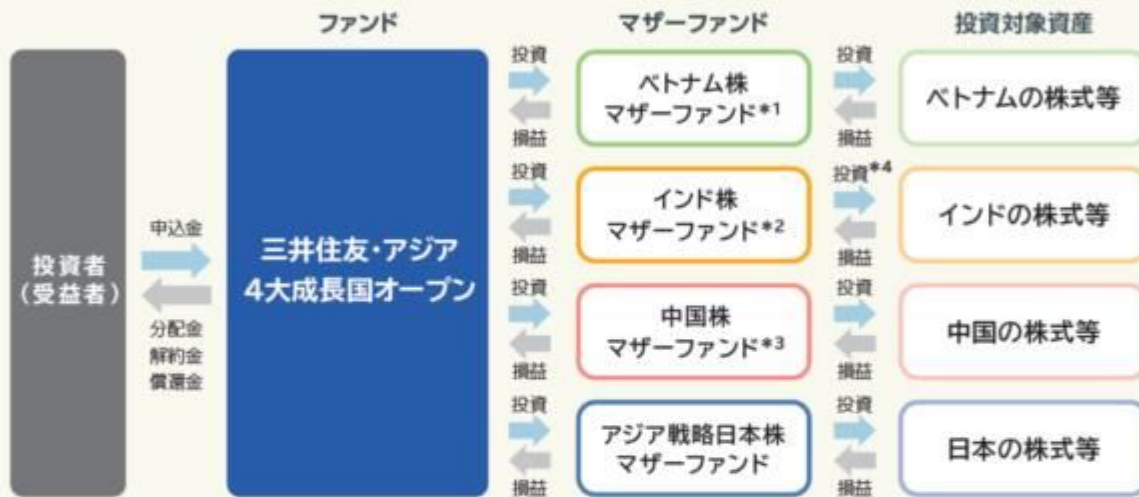 ファンド
マザーファンド
投資対象資産
投資者
(受益者)
申込金
分配金
解約金
償還金
三井住友・アジア
4大成長国オープン
投資
損益
ベトナム株
マザーファンド*1
投資
損益
ベトナムの株式等
投資
損益
インド株
マザーファンド*2
投資*4
損益
インドの株式等
投資
損益
中国株
マザーファンド*3
投資
損益
中国の株式等
投資
損益
アジア戦略日本株
マザーファンド
投資
損益
日本の株式等